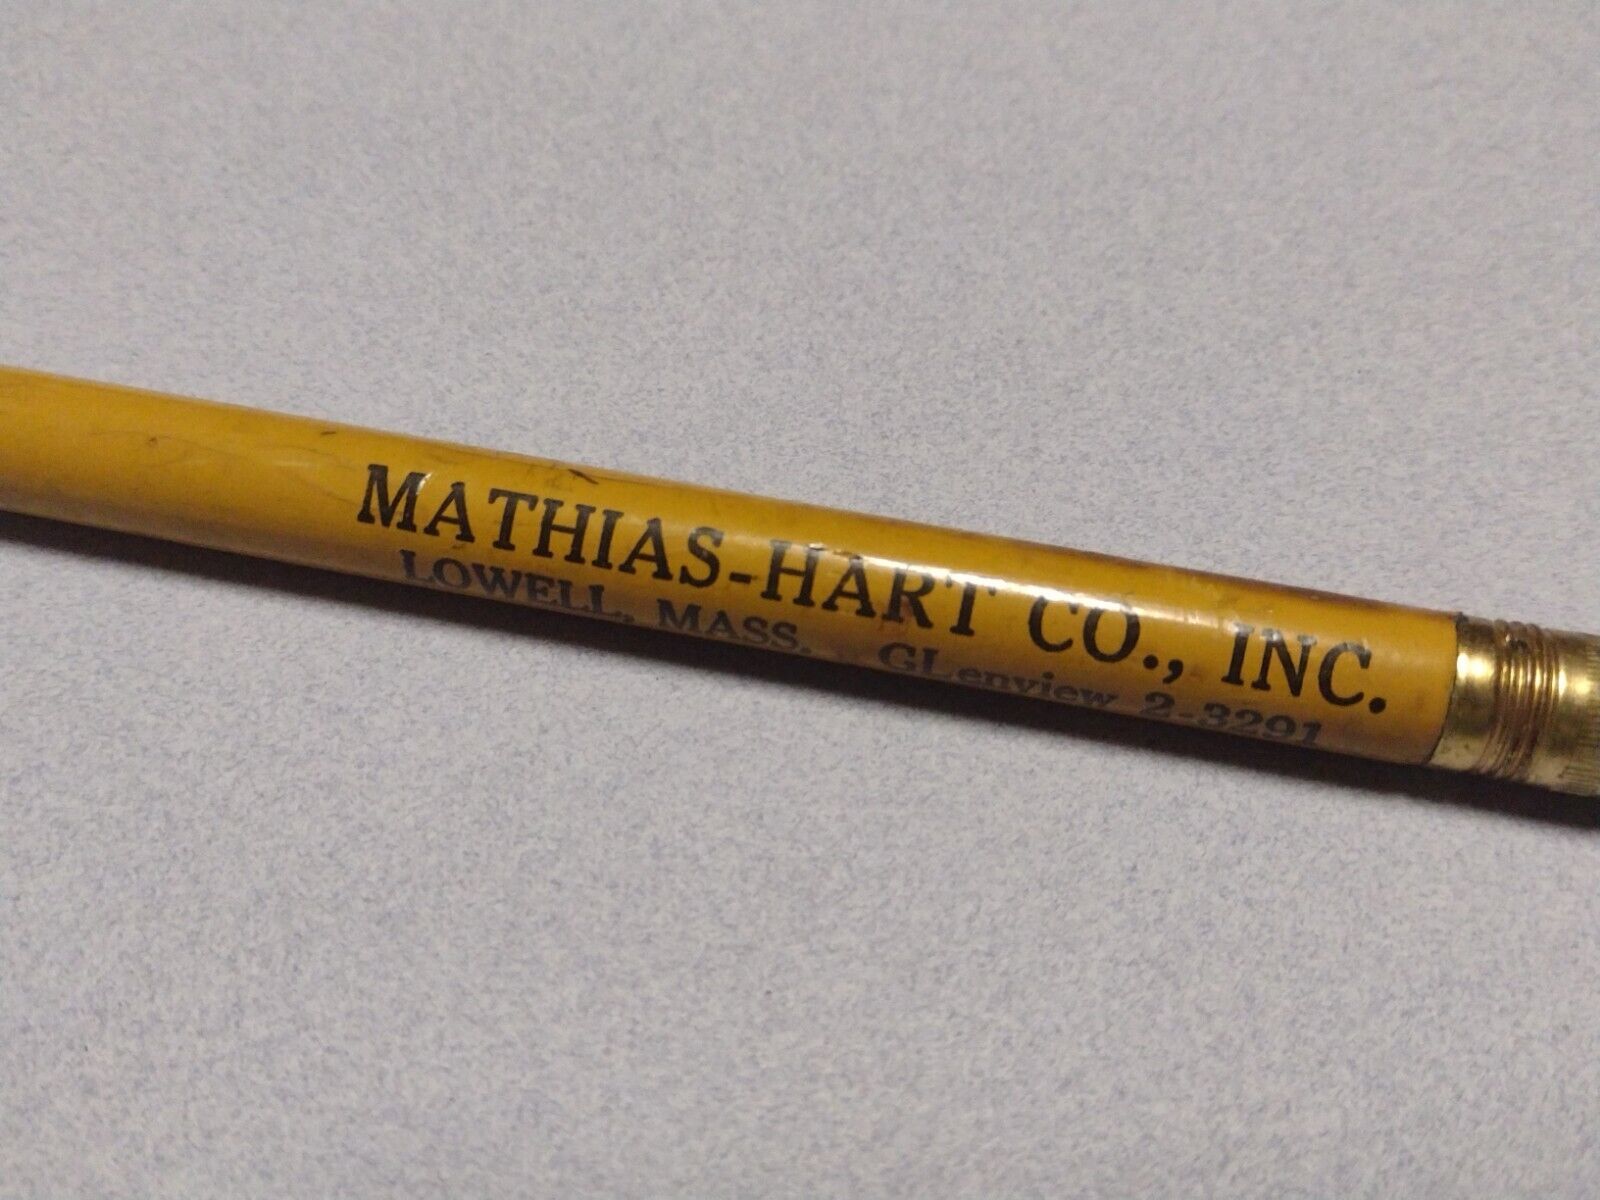 MATHIAS-HART CO., INC.
LOWELL, MASS. GLenview 2-3291